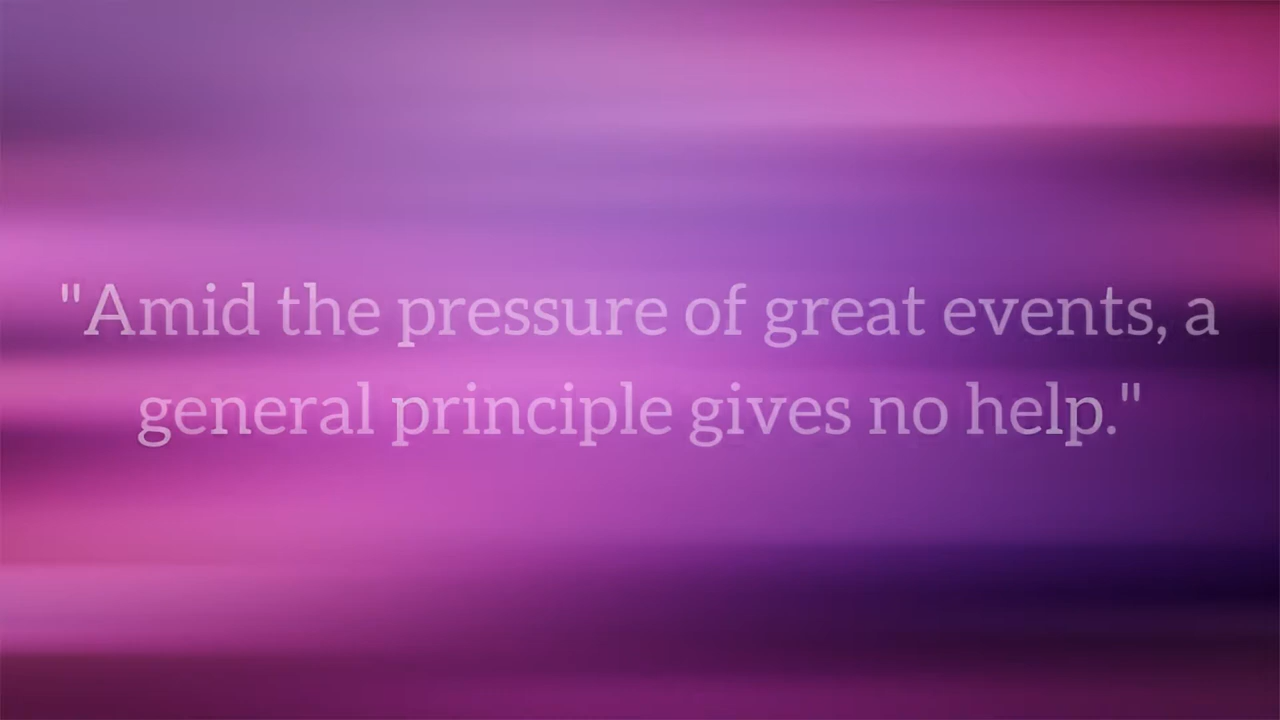 "Amid the pressure of great events, a
general principle gives no help."